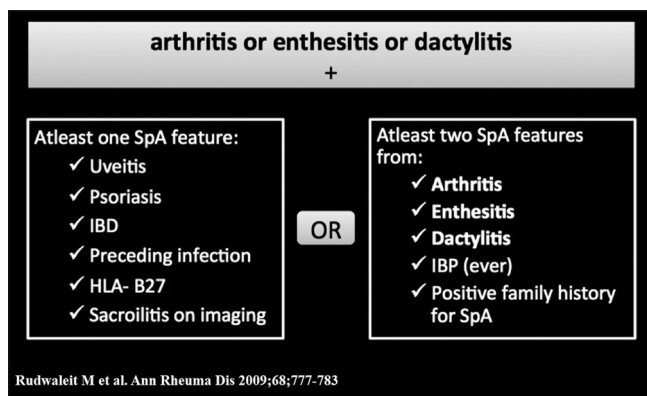 arthritis or enthesitis or dactylitis
+
Atleast one SpA feature:
✓ Uveitis
✓ Psoriasis
✓ IBD
✓ Preceding infection
✓ HLA- B27
✓ Sacroilitis on imaging
OR
Atleast two SpA features
from:
✓ Arthritis
✓ Enthesitis
✓ Dactylitis
✓ IBP (ever)
✓ Positive family history
for SpA
Rudwaleit M et al. Ann Rheuma Dis 2009;68;777-783